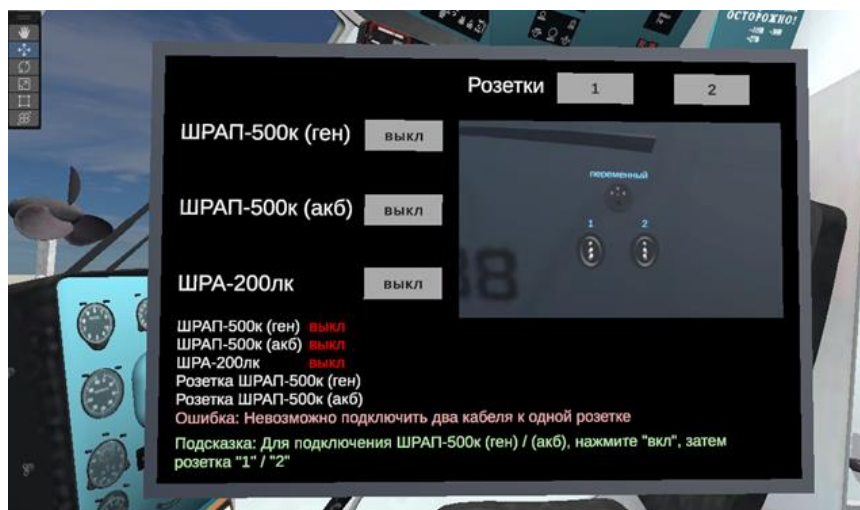 ОСТОРОЖНО!
Розетки 1 2
ШРАП-500к (ген) выкл
переменный
1 2
ШРАП-500к (акб) выкл
38
ШРА-200лк выкл
ШРАП-500к (ген) выкл
ШРАП-500к (акб) выкл
ШРА-200лк выкл
Розетка ШРАП-500к (ген)
Розетка ШРАП-500к (акб)
Ошибка: Невозможно подключить два кабеля к одной розетке
Подсказка: Для подключения ШРАП-500к (ген) / (акб), нажмите "вкл", затем
розетка "1" / "2"